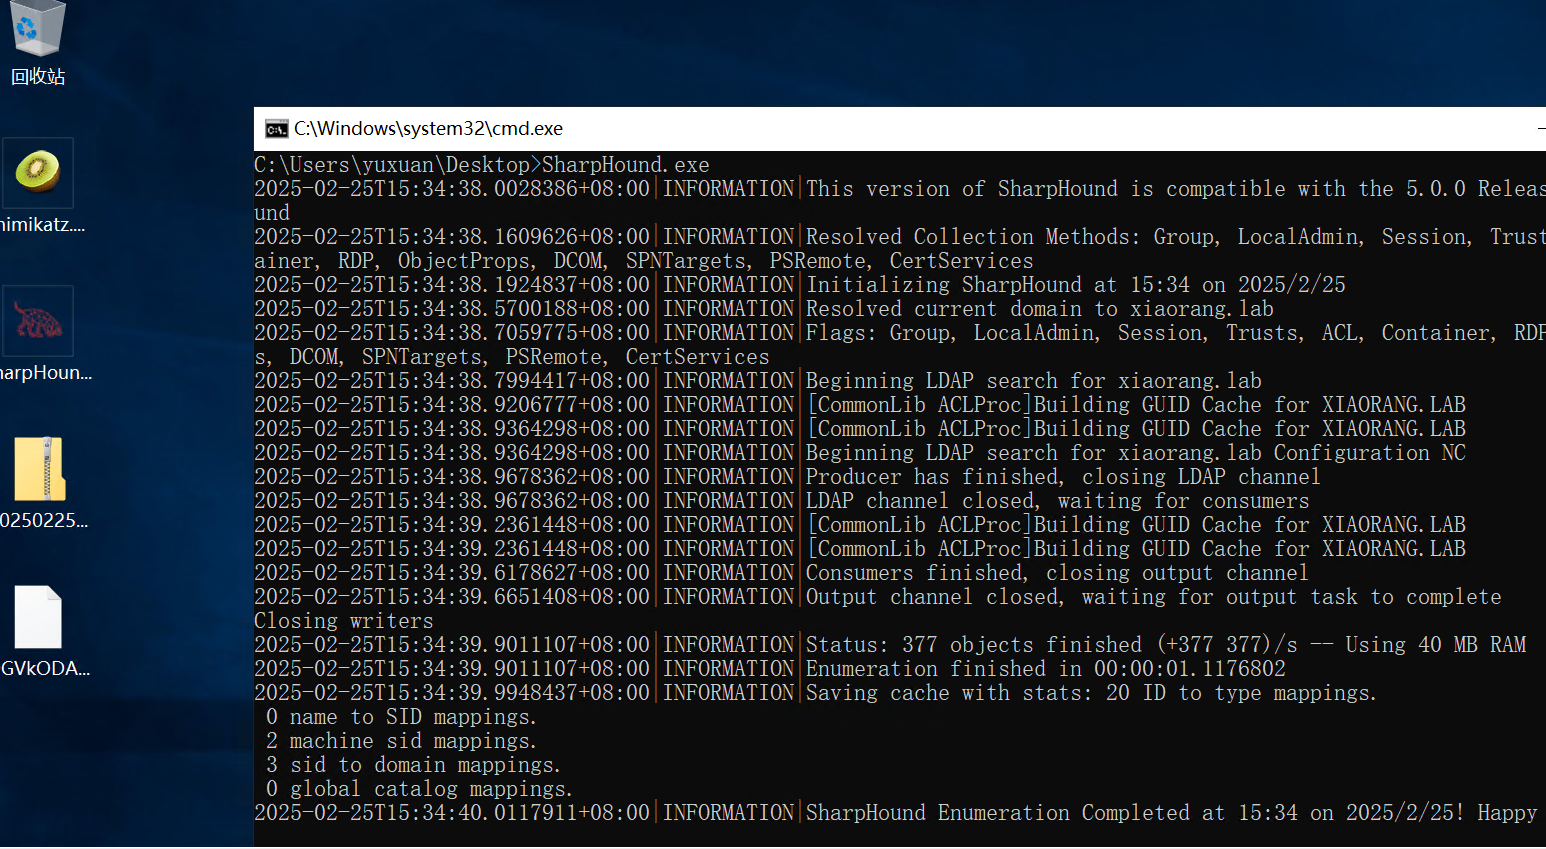 回收站
mimikatz....
harpHoun...
0250225...
GVkODA...
C:\Windows\system32\cmd.exe
C:\Users\yuxuan\Desktop>SharpHound.exe
2025-02-25T15:34:38.0028386+08:00|INFORMATION|This version of SharpHound is compatible with the 5.0.0 Releas
und
2025-02-25T15:34:38.1609626+08:00|INFORMATION|Resolved Collection Methods: Group, LocalAdmin, Session, Trust
ainer, RDP, ObjectProps, DCOM, SPNTargets, PSRemote, CertServices
2025-02-25T15:34:38.1924837+08:00|INFORMATION|Initializing SharpHound at 15:34 on 2025/2/25
2025-02-25T15:34:38.5700188+08:00|INFORMATION|Resolved current domain to xiaorang.lab
2025-02-25T15:34:38.7059775+08:00|INFORMATION|Flags: Group, LocalAdmin, Session, Trusts, ACL, Container, RDP
s, DCOM, SPNTargets, PSRemote, CertServices
2025-02-25T15:34:38.7994417+08:00|INFORMATION|Beginning LDAP search for xiaorang.lab
2025-02-25T15:34:38.9206777+08:00|INFORMATION|[CommonLib ACLProc]Building GUID Cache for XIAORANG.LAB
2025-02-25T15:34:38.9364298+08:00|INFORMATION|[CommonLib ACLProc]Building GUID Cache for XIAORANG.LAB
2025-02-25T15:34:38.9364298+08:00|INFORMATION|Beginning LDAP search for xiaorang.lab Configuration NC
2025-02-25T15:34:38.9678362+08:00|INFORMATION|Producer has finished, closing LDAP channel
2025-02-25T15:34:38.9678362+08:00|INFORMATION|LDAP channel closed, waiting for consumers
2025-02-25T15:34:39.2361448+08:00|INFORMATION|[CommonLib ACLProc]Building GUID Cache for XIAORANG.LAB
2025-02-25T15:34:39.2361448+08:00|INFORMATION|[CommonLib ACLProc]Building GUID Cache for XIAORANG.LAB
2025-02-25T15:34:39.6178627+08:00|INFORMATION|Consumers finished, closing output channel
2025-02-25T15:34:39.6651408+08:00|INFORMATION|Output channel closed, waiting for output task to complete
Closing writers
2025-02-25T15:34:39.9011107+08:00|INFORMATION|Status: 377 objects finished (+377 377)/s -- Using 40 MB RAM
2025-02-25T15:34:39.9011107+08:00|INFORMATION|Enumeration finished in 00:00:01.1176802
2025-02-25T15:34:39.9948437+08:00|INFORMATION|Saving cache with stats: 20 ID to type mappings.
0 name to SID mappings.
2 machine sid mappings.
3 sid to domain mappings.
0 global catalog mappings.
2025-02-25T15:34:40.0117911+08:00|INFORMATION|SharpHound Enumeration Completed at 15:34 on 2025/2/25! Happy